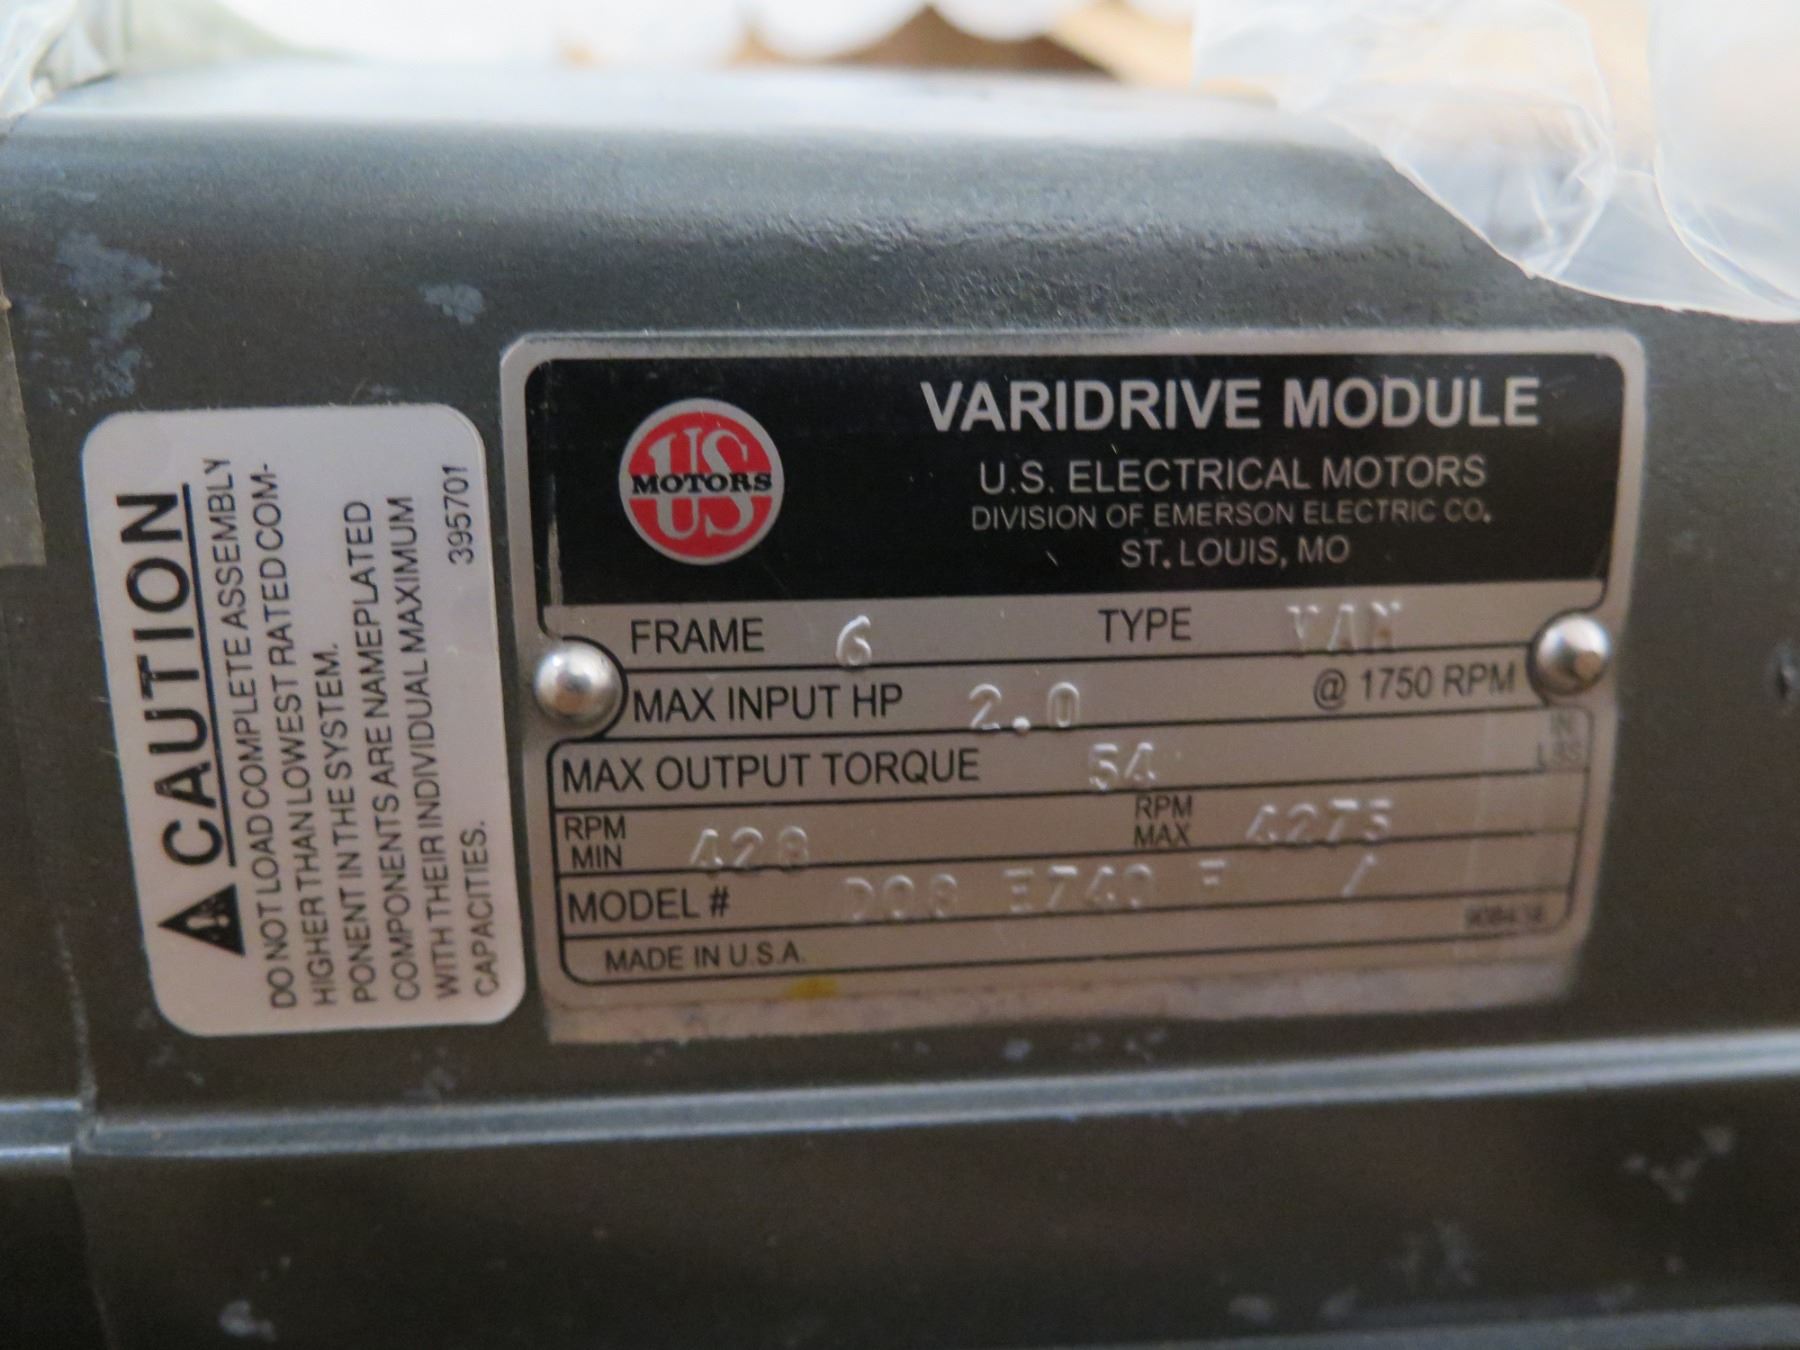 CAUTION
DO NOT LOAD COMPLETE ASSEMBLY
HIGHER THAN LOWEST RATED COM-
PONENT IN THE SYSTEM.
COMPONENTS ARE NAMEPLATED
WITH THEIR INDIVIDUAL MAXIMUM
CAPACITIES.
395701
US
MOTORS
VARIDRIVE MODULE
U.S. ELECTRICAL MOTORS
DIVISION OF EMERSON ELECTRIC CO.
ST. LOUIS, MO
FRAME 6 TYPE VAM
MAX INPUT HP 2.0 @ 1750 RPM
MAX OUTPUT TORQUE 54 IN LBS
RPM MIN 428 RPM MAX 4275
MODEL #
MADE IN U.S.A.